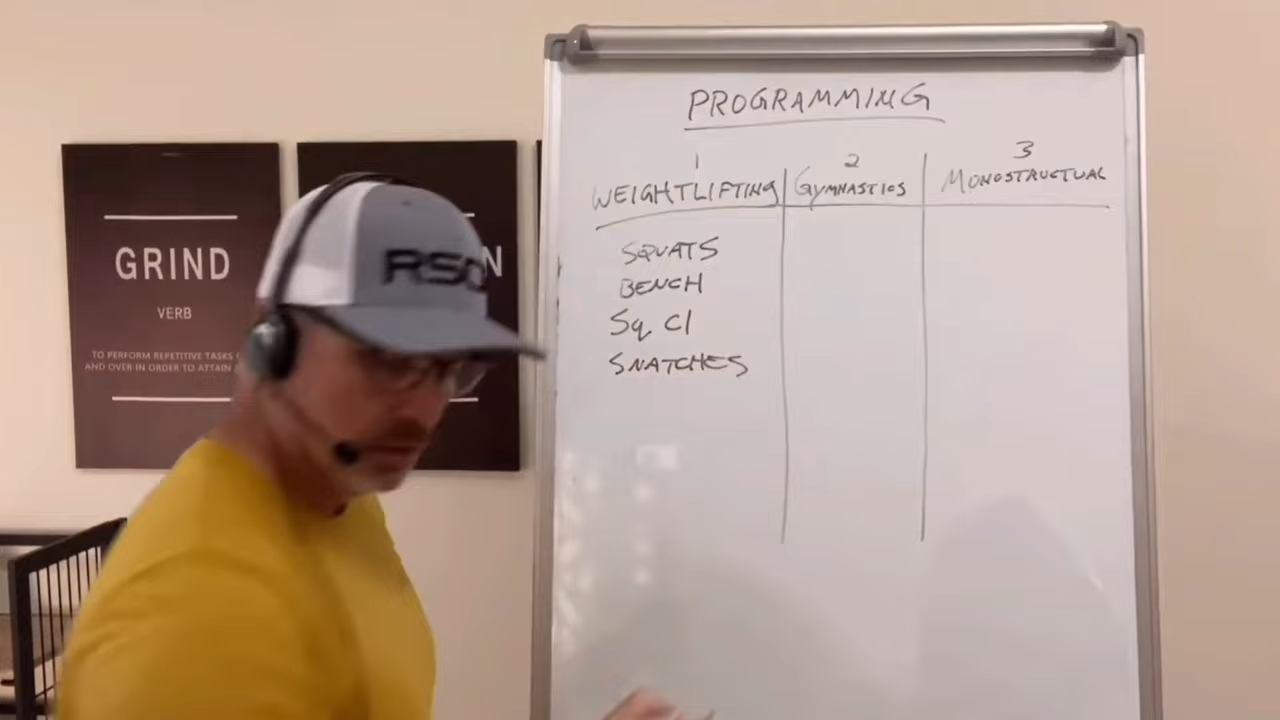 PROGRAMMING
1 2 3
WEIGHTLIFTING GYMNASTICS MONOSTRUCTUAL
SQUATS
BENCH
Sq Cl
SNATCHES
GRIND
VERB
TO PERFORM REPETITIVE TASKS
AND OVER IN ORDER TO ATTAIN
N
RSC